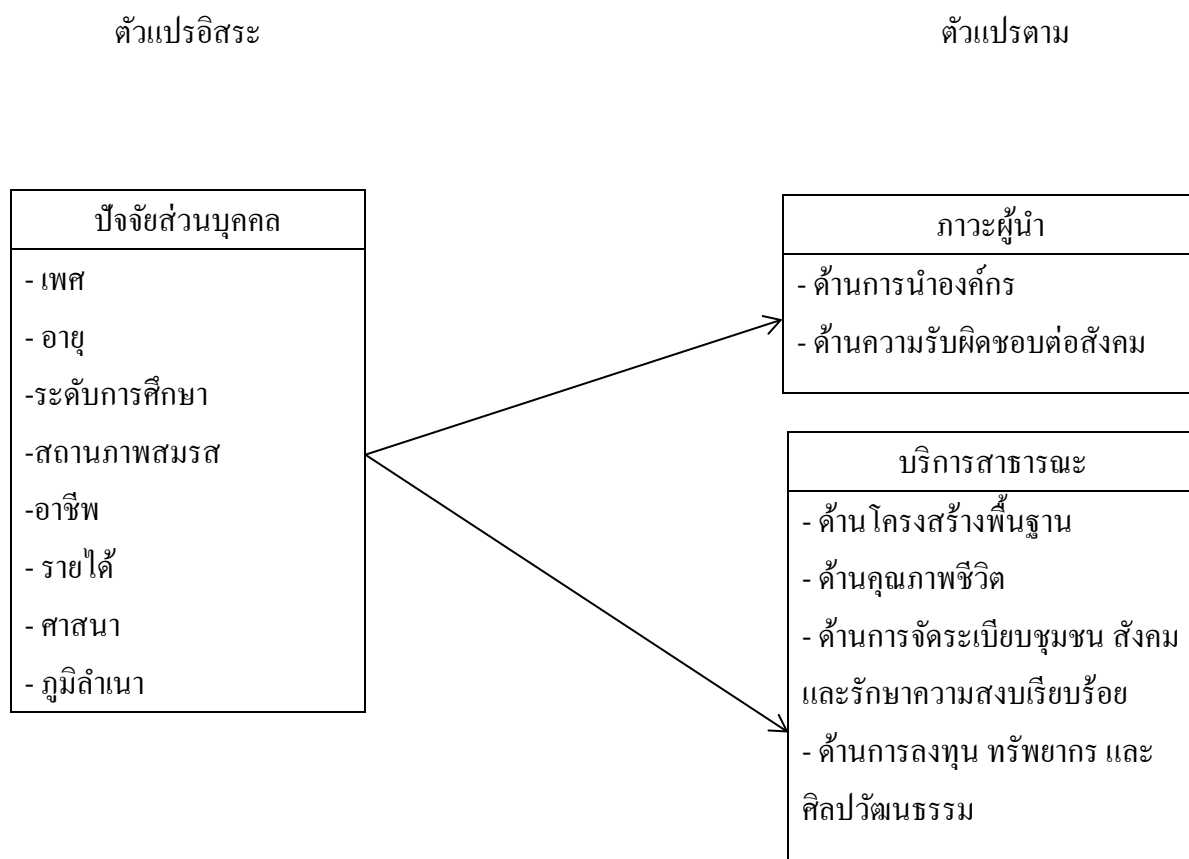 ตัวแปรอิสระ
ตัวแปรตาม
ปัจจัยส่วนบุคคล
- เพศ
- อายุ
-ระดับการศึกษา
-สถานภาพสมรส
-อาชีพ
- รายได้
- ศาสนา
- ภูมิลำเนา
ภาวะผู้นำ
- ด้านการนำองค์กร
- ด้านความรับผิดชอบต่อสังคม
บริการสาธารณะ
- ด้านโครงสร้างพื้นฐาน
- ด้านคุณภาพชีวิต
- ด้านการจัดระเบียบชุมชน สังคม
และรักษาความสงบเรียบร้อย
- ด้านการลงทุน ทรัพยากร และ
ศิลปวัฒนธรรม